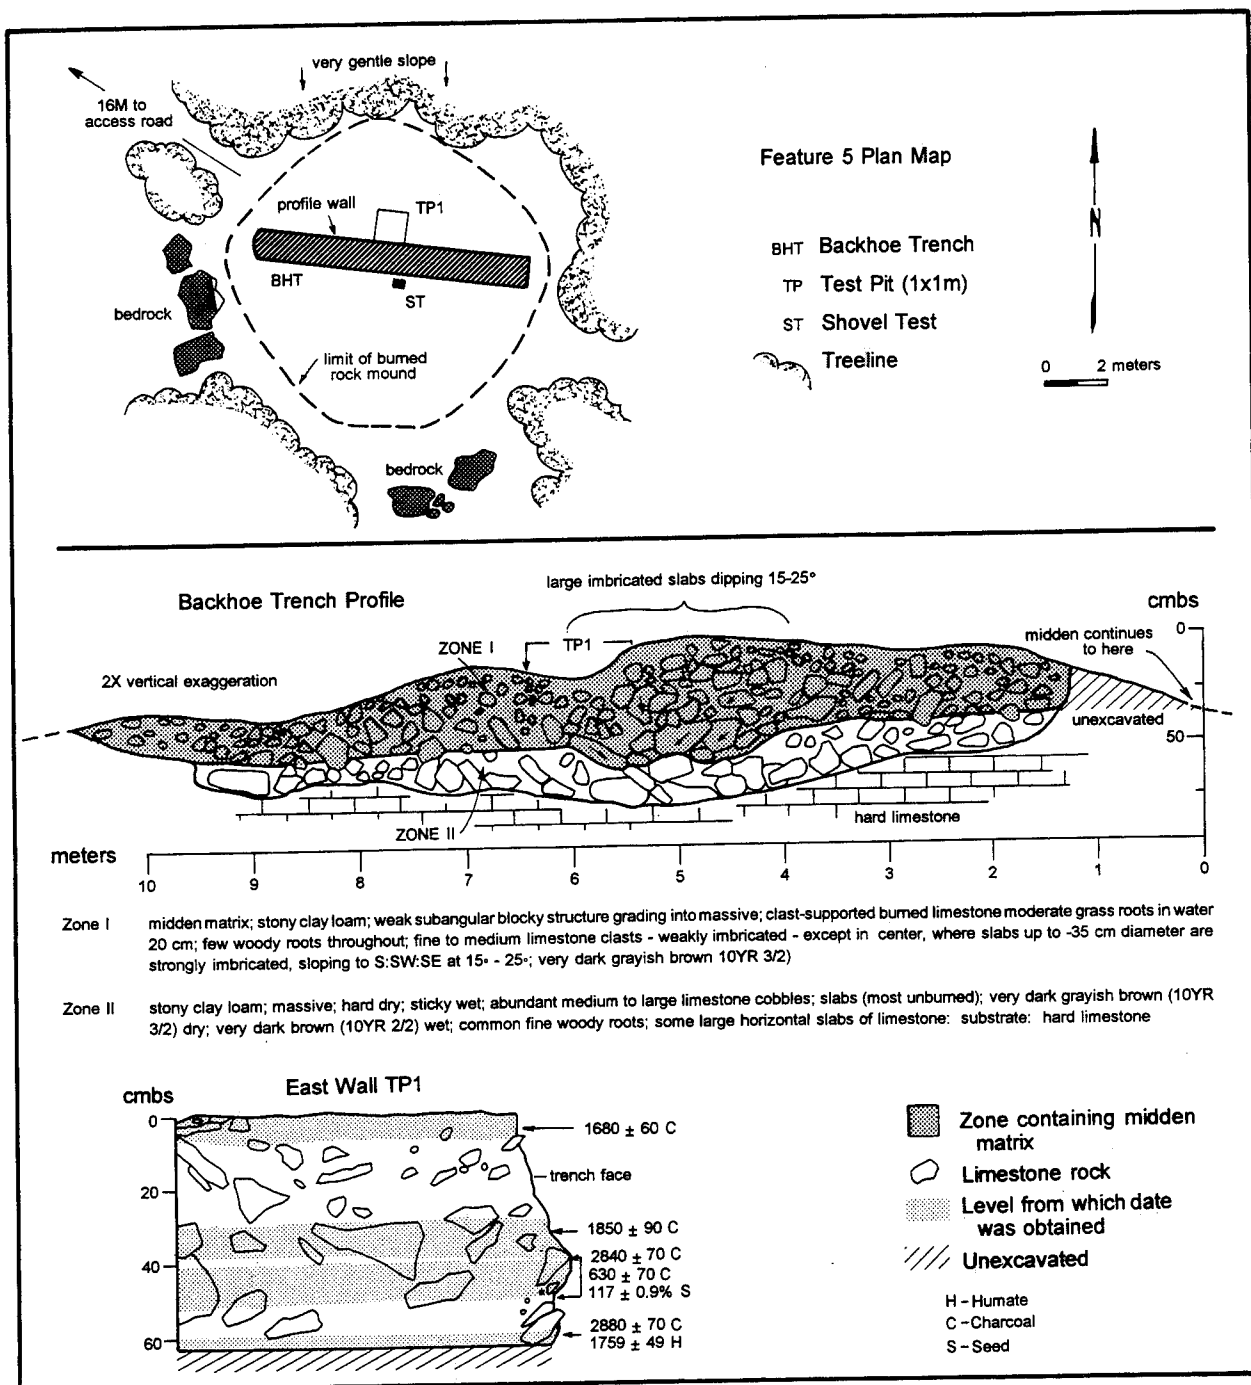 very gentle slope
16M to
access road
profile wall
TP1
BHT
ST
bedrock
limit of burned
rock mound
bedrock
Feature 5 Plan Map
N
BHT Backhoe Trench
TP Test Pit (1x1m)
ST Shovel Test
Treeline
0 2 meters
large imbricated slabs dipping 15-25°
Backhoe Trench Profile
cmbs
0
midden continues
to here
ZONE I
TP1
2X vertical exaggeration
unexcavated
50
ZONE II
hard limestone
meters
10 9 8 7 6 5 4 3 2 1 0
Zone I midden matrix; stony clay loam; weak subangular blocky structure grading into massive; clast-supported burned limestone moderate grass roots in water
20 cm; few woody roots throughout; fine to medium limestone clasts - weakly imbricated - except in center, where slabs up to -35 cm diameter are
strongly imbricated, sloping to S:SW:SE at 15° - 25°; very dark grayish brown 10YR 3/2)
Zone II stony clay loam; massive; hard dry; sticky wet; abundant medium to large limestone cobbles; slabs (most unburned); very dark grayish brown (10YR
3/2) dry; very dark brown (10YR 2/2) wet; common fine woody roots; some large horizontal slabs of limestone: substrate: hard limestone
East Wall TP1
cmbs
0
20
40
60
1680 ± 60 C
trench face
1850 ± 90 C
2840 ± 70 C
630 ± 70 C
117 ± 0.9% S
2880 ± 70 C
1759 ± 49 H
Zone containing midden
matrix
Limestone rock
Level from which date
was obtained
Unexcavated
H - Humate
C - Charcoal
S - Seed